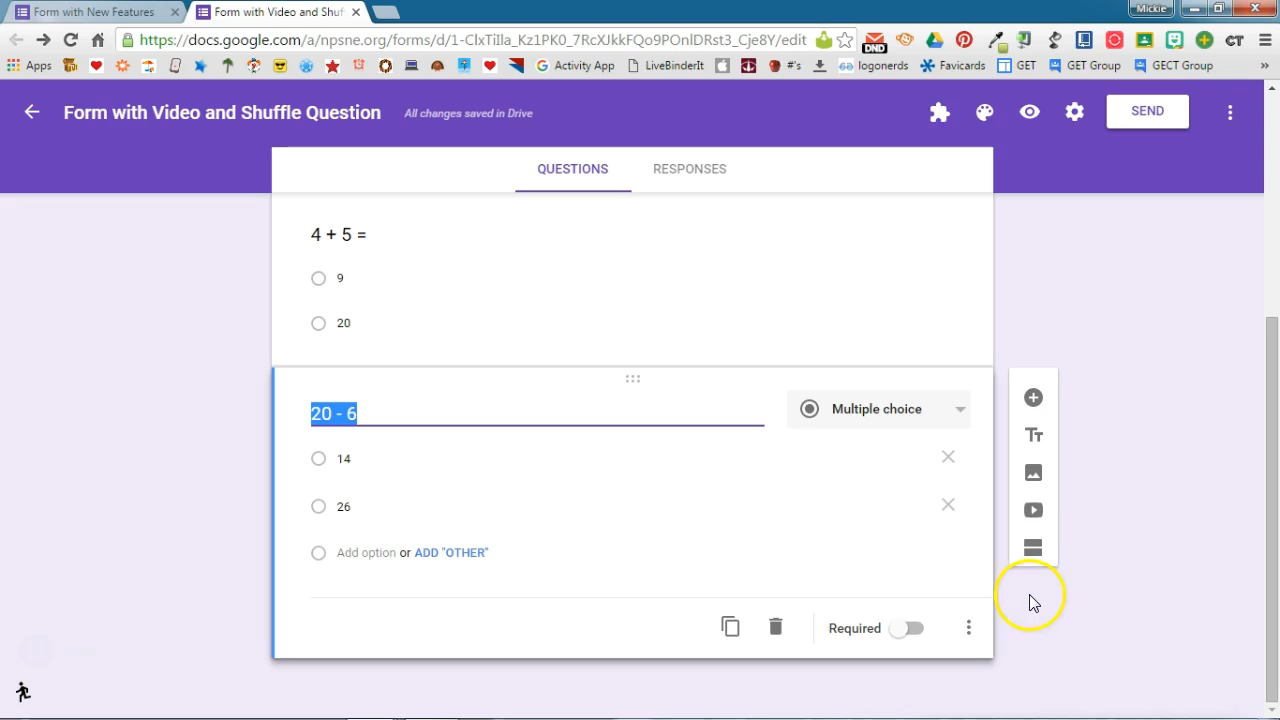 Form with New Features
Form with Video and Shuf
Mickie
https://docs.google.com/a/npsne.org/forms/d/1-ClxTilla_Kz1PK0_7RcXJkkFQo9POnlDRst3_Cje8Y/edit
DND
CT
Apps
Activity App
LiveBinderIt
#'s
logonerds
Favicards
GET
GET Group
GECT Group
»
Form with Video and Shuffle Question
All changes saved in Drive
SEND
QUESTIONS
RESPONSES
4 + 5 =
9
20
20 - 6
Multiple choice
14
26
Add option or ADD "OTHER"
Required